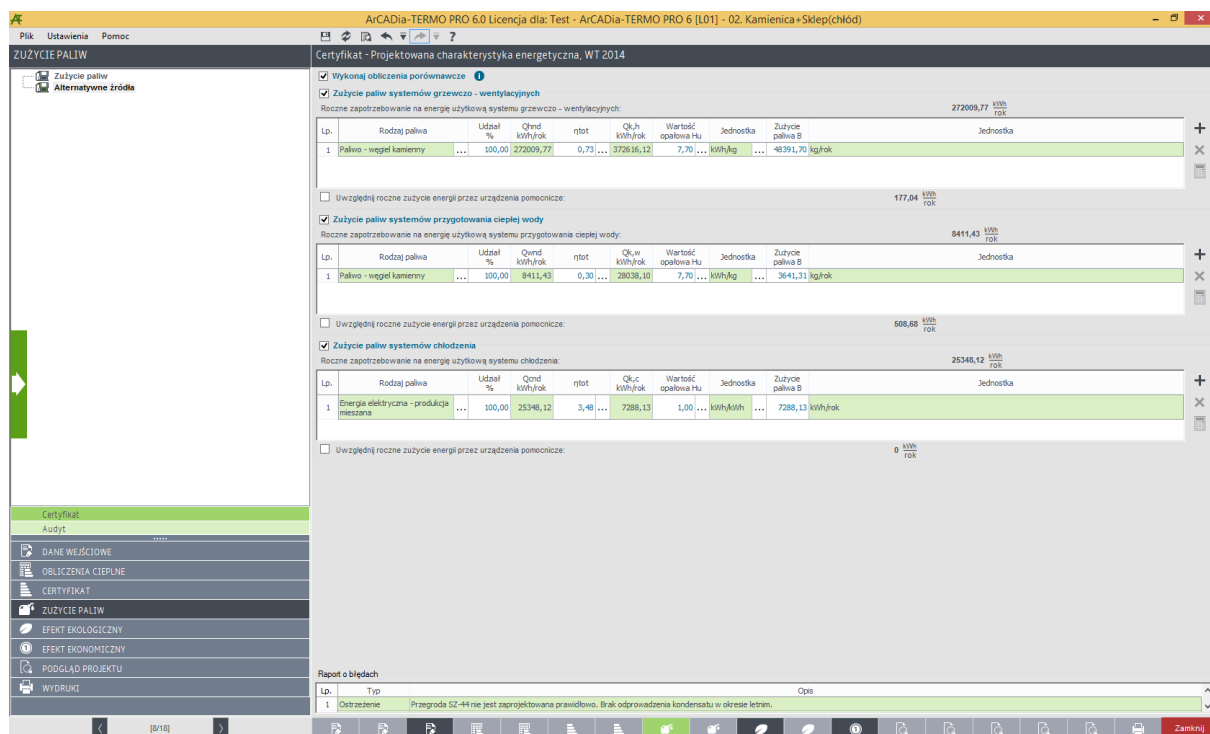 ArCADia-TERMO PRO 6.0 Licencja dla: Test - ArCADia-TERMO PRO 6 [L01] - 02. Kamienica+Sklep(chłód)
Plik Ustawienia Pomoc
ZUŻYCIE PALIW
Certyfikat - Projektowana charakterystyka energetyczna, WT 2014
Zużycie paliw
Alternatywne źródła
Wykonaj obliczenia porównawcze
Zużycie paliw systemów grzewczo - wentylacyjnych
Roczne zapotrzebowanie na energię użytkową systemu grzewczo - wentylacyjnych: 272009,77 kWh/rok
Lp. Rodzaj paliwa Udział % Qhnd kWh/rok ηtot Qk,h kWh/rok Wartość opałowa Hu Jednostka Zużycie paliwa B Jednostka
1 Paliwo - węgiel kamienny ... 100,00 272009,77 0,73 ... 372616,12 7,70 ... kWh/kg ... 48391,70 kg/rok
Uwzględnij roczne zużycie energii przez urządzenia pomocnicze: 177,04 kWh/rok
Zużycie paliw systemów przygotowania ciepłej wody
Roczne zapotrzebowanie na energię użytkową systemu przygotowania ciepłej wody: 8411,43 kWh/rok
Lp. Rodzaj paliwa Udział % Qwnd kWh/rok ηtot Qk,w kWh/rok Wartość opałowa Hu Jednostka Zużycie paliwa B Jednostka
1 Paliwo - węgiel kamienny ... 100,00 8411,43 0,30 ... 28038,10 7,70 ... kWh/kg ... 3641,31 kg/rok
Uwzględnij roczne zużycie energii przez urządzenia pomocnicze: 508,68 kWh/rok
Zużycie paliw systemów chłodzenia
Roczne zapotrzebowanie na energię użytkową systemu chłodzenia: 25348,12 kWh/rok
Lp. Rodzaj paliwa Udział % Qcnd kWh/rok ηtot Qk,c kWh/rok Wartość opałowa Hu Jednostka Zużycie paliwa B Jednostka
1 Energia elektryczna - produkcja mieszana ... 100,00 25348,12 3,48 ... 7288,13 1,00 ... kWh/kWh ... 7288,13 kWh/rok
Uwzględnij roczne zużycie energii przez urządzenia pomocnicze: 0 kWh/rok
Certyfikat
Audyt
DANE WEJŚCIOWE
OBLICZENIA CIEPLNE
CERTYFIKAT
ZUŻYCIE PALIW
EFEKT EKOLOGICZNY
EFEKT EKONOMICZNY
PODGLĄD PROJEKTU
WYDRUKI
Raport o błędach
Lp. Typ Opis
1 Ostrzeżenie Przegroda SZ-44 nie jest zaprojektowana prawidłowo. Brak odprowadzenia kondensatu w okresie letnim.
[8/18]
Zamknij